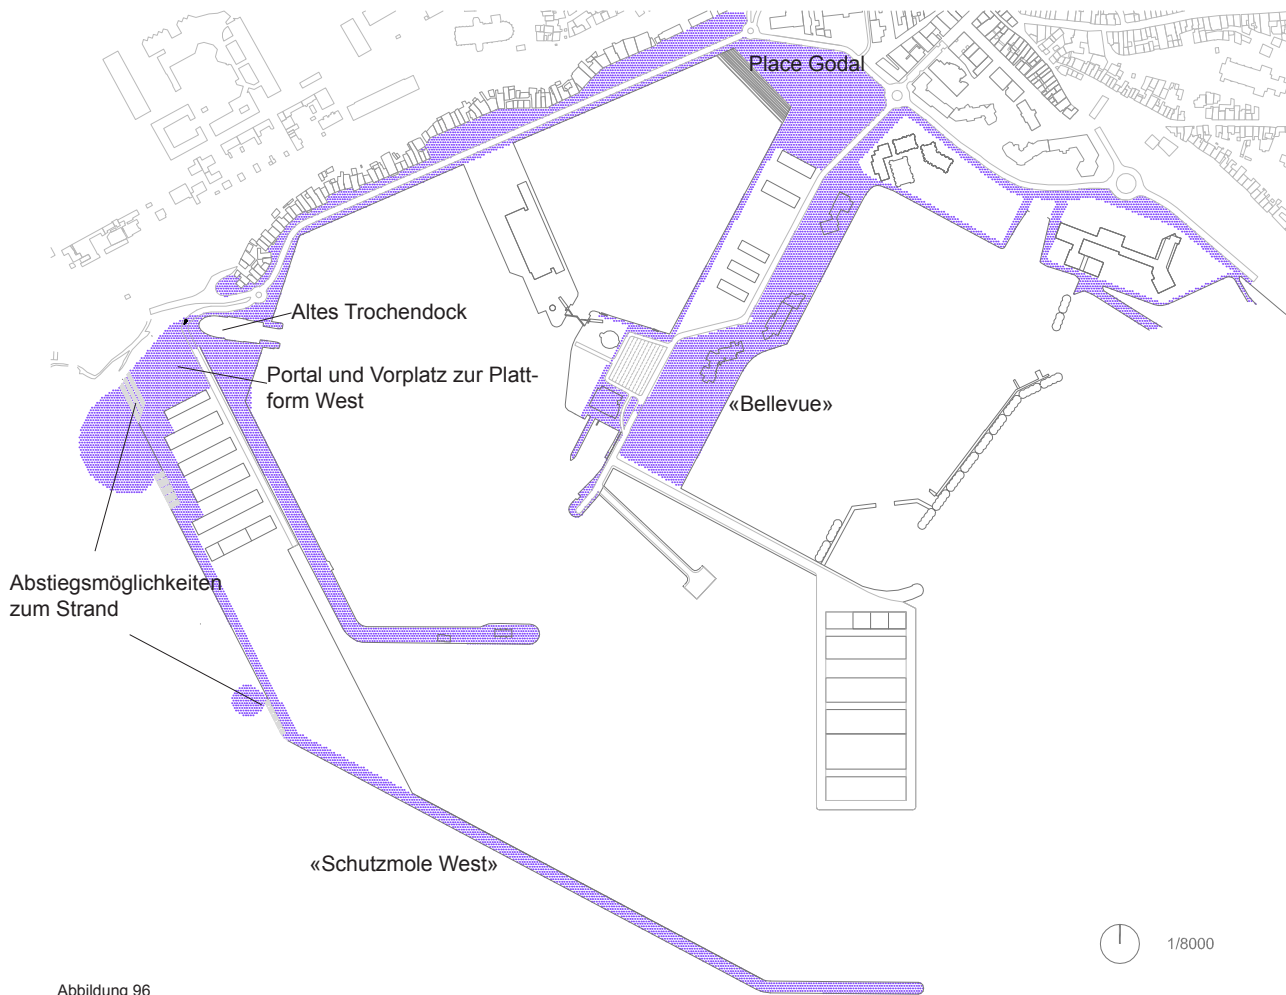 Place Godal
Altes Trochendock
Portal und Vorplatz zur Platt-
form West
«Bellevue»
Abstiegsmöglichkeiten
zum Strand
«Schutzmole West»
1/8000
Abbildung 96